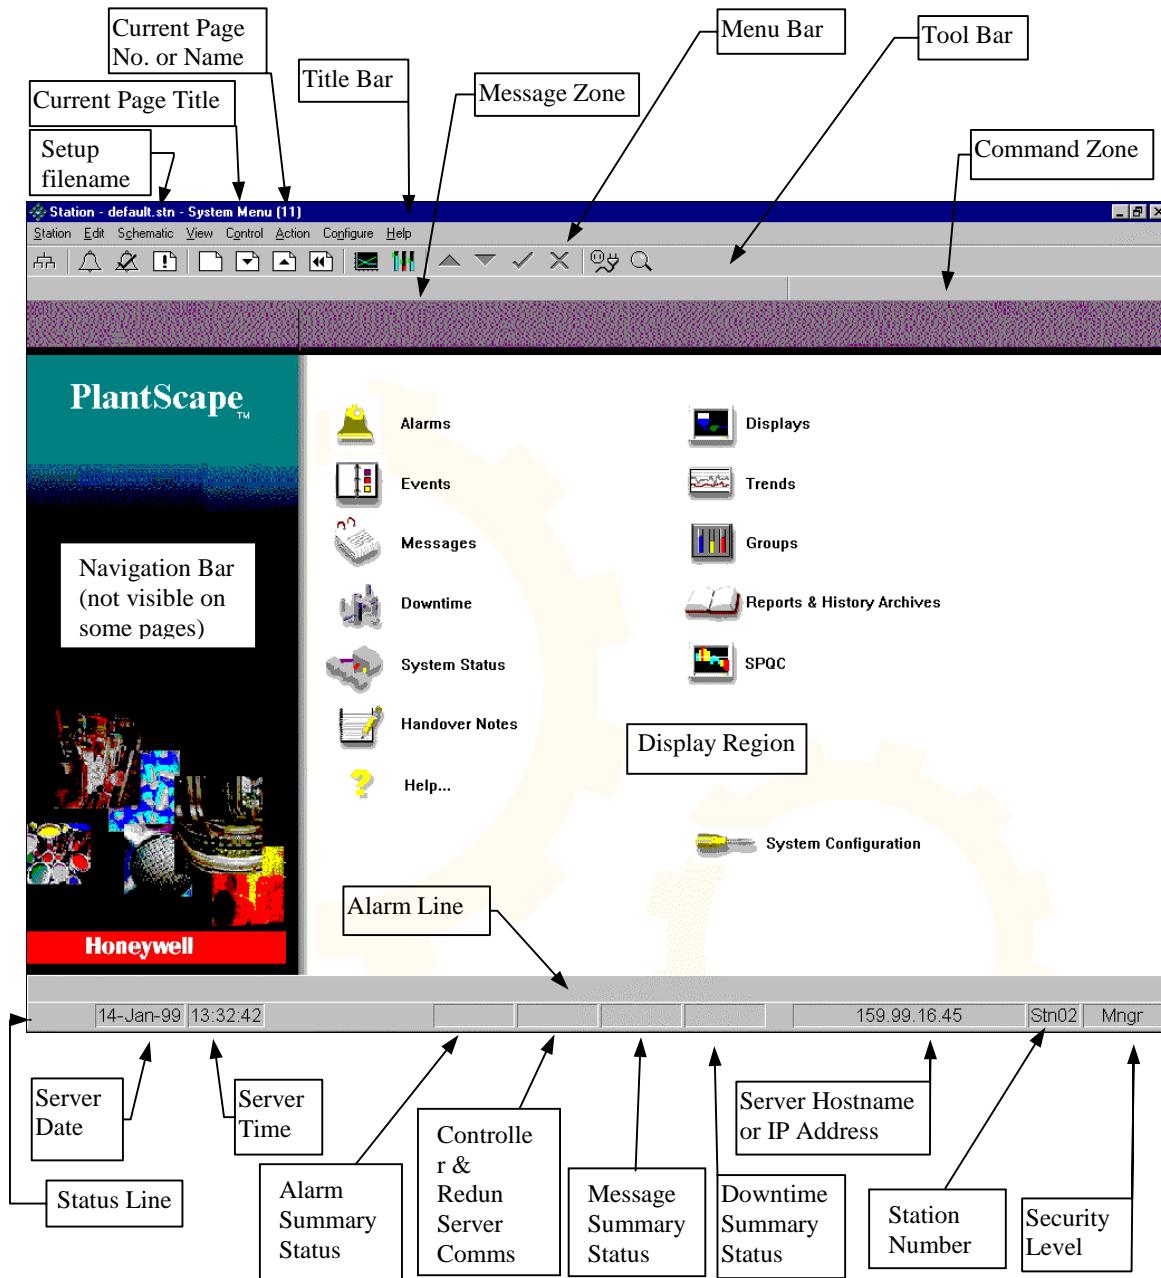 Current Page
No. or Name
Menu Bar
Tool Bar
Title Bar
Current Page Title
Message Zone
Setup
filename
Command Zone
Station - default.stn - System Menu (11)
Station Edit Schematic View Control Action Configure Help
PlantScape TM
Alarms
Displays
Events
Trends
Messages
Groups
Navigation Bar
(not visible on
some pages)
Downtime
Reports & History Archives
System Status
SPQC
Handover Notes
Display Region
Help...
System Configuration
Alarm Line
Honeywell
14-Jan-99 13:32:42 159.99.16.45 Stn02 Mngr
Server
Date
Server
Time
Server Hostname
or IP Address
Status Line
Alarm
Summary
Status
Controlle
r &
Redun
Server
Comms
Message
Summary
Status
Downtime
Summary
Status
Station
Number
Security
Level